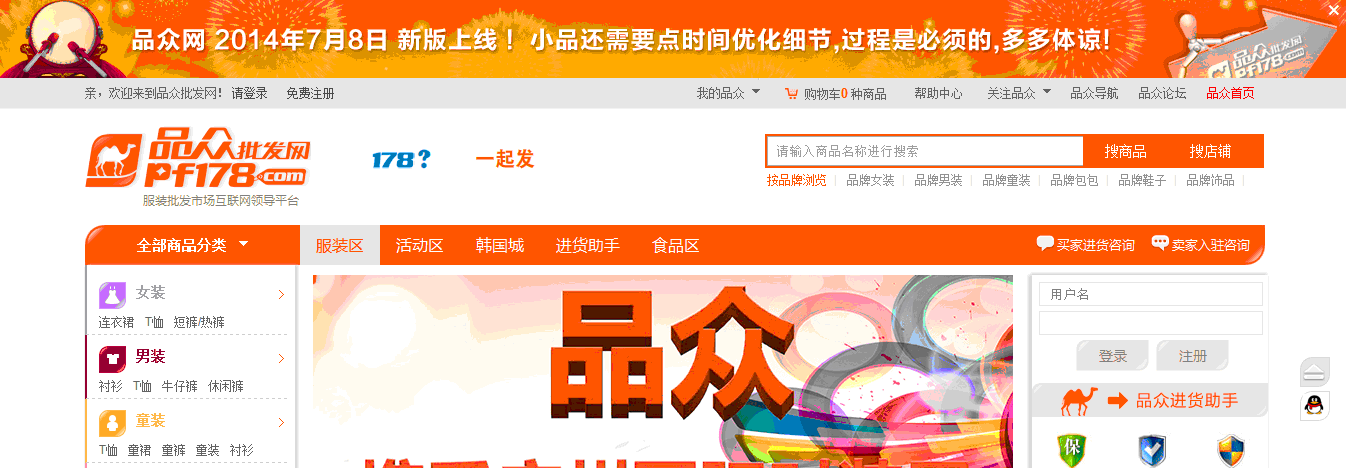 品众网 2014年7月8日 新版上线！小品还需要点时间优化细节,过程是必须的,多多体谅!
品众批发网
PF178.com
亲，欢迎来到品众批发网！ 请登录 免费注册
我的品众 购物车0种商品 帮助中心 关注品众 品众导航 品众论坛 品众首页
品众批发网
PF178.com
服装批发市场互联网领导平台
178? 一起发
请输入商品名称进行搜索 搜商品 搜店铺
按品牌浏览 品牌女装 品牌男装 品牌童装 品牌包包 品牌鞋子 品牌饰品
全部商品分类 服装区 活动区 韩国城 进货助手 食品区 买家进货咨询 卖家入驻咨询
女装
连衣裙 T恤 短裤/热裤
男装
衬衫 T恤 牛仔裤 休闲裤
童装
T恤 童裙 童裤 童装 衬衫
品众
用户名
登录 注册
品众进货助手
保